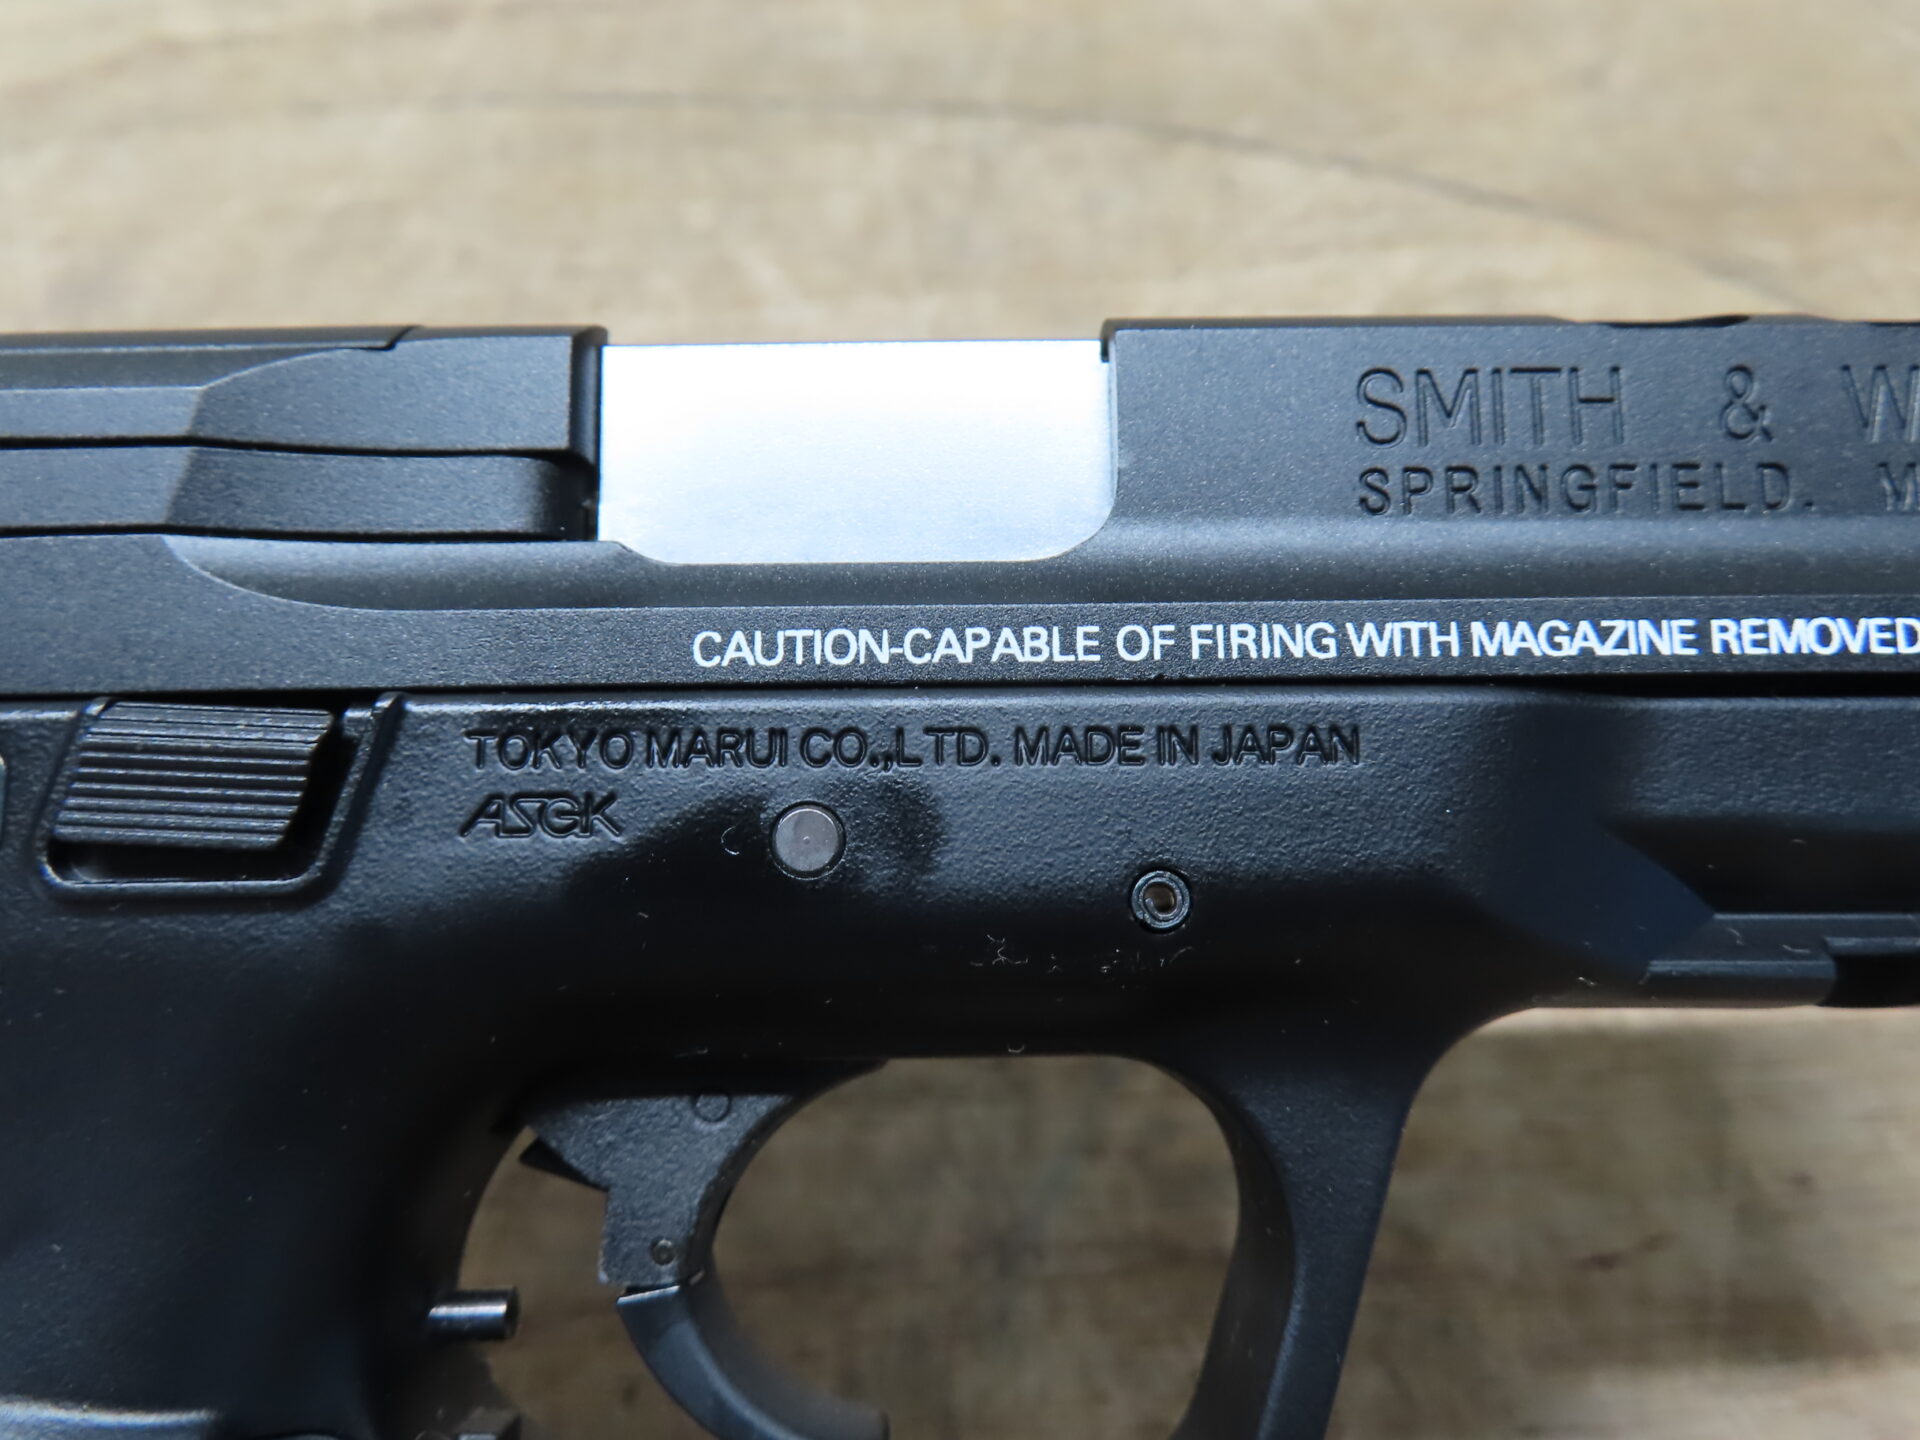 SMITH & W
SPRINGFIELD. M
CAUTION-CAPABLE OF FIRING WITH MAGAZINE REMOVED
TOKYO MARUI CO.,LTD. MADE IN JAPAN
ASGK